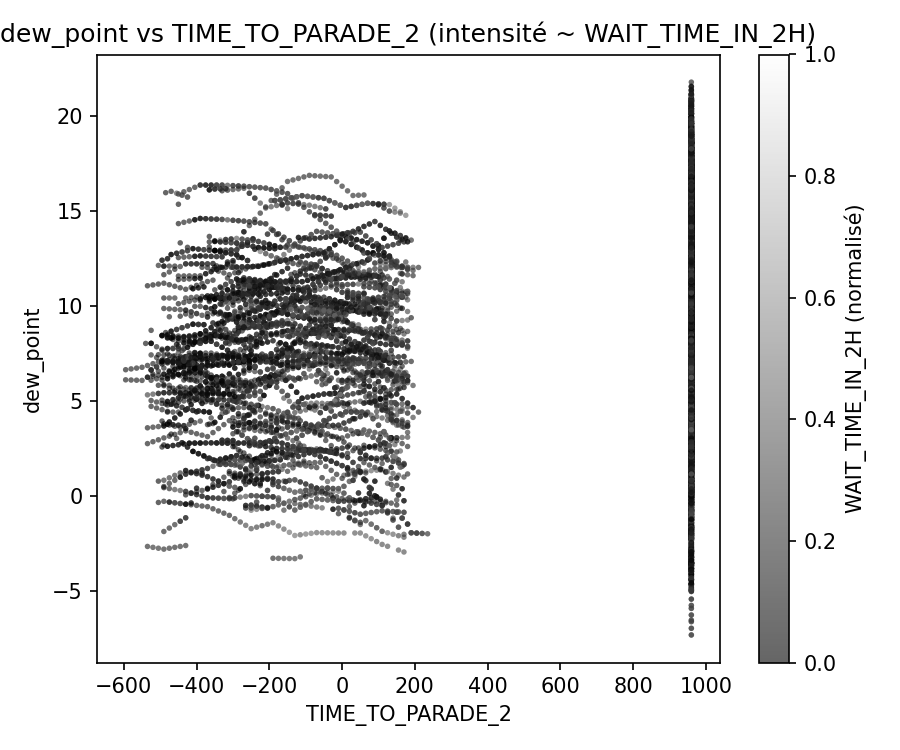 dew_point vs TIME_TO_PARADE_2 (intensité ~ WAIT_TIME_IN_2H)
20
15
10
5
0
−5
dew_point
−600 −400 −200 0 200 400 600 800 1000
TIME_TO_PARADE_2
1.0
0.8
0.6
0.4
0.2
0.0
WAIT_TIME_IN_2H (normalisé)